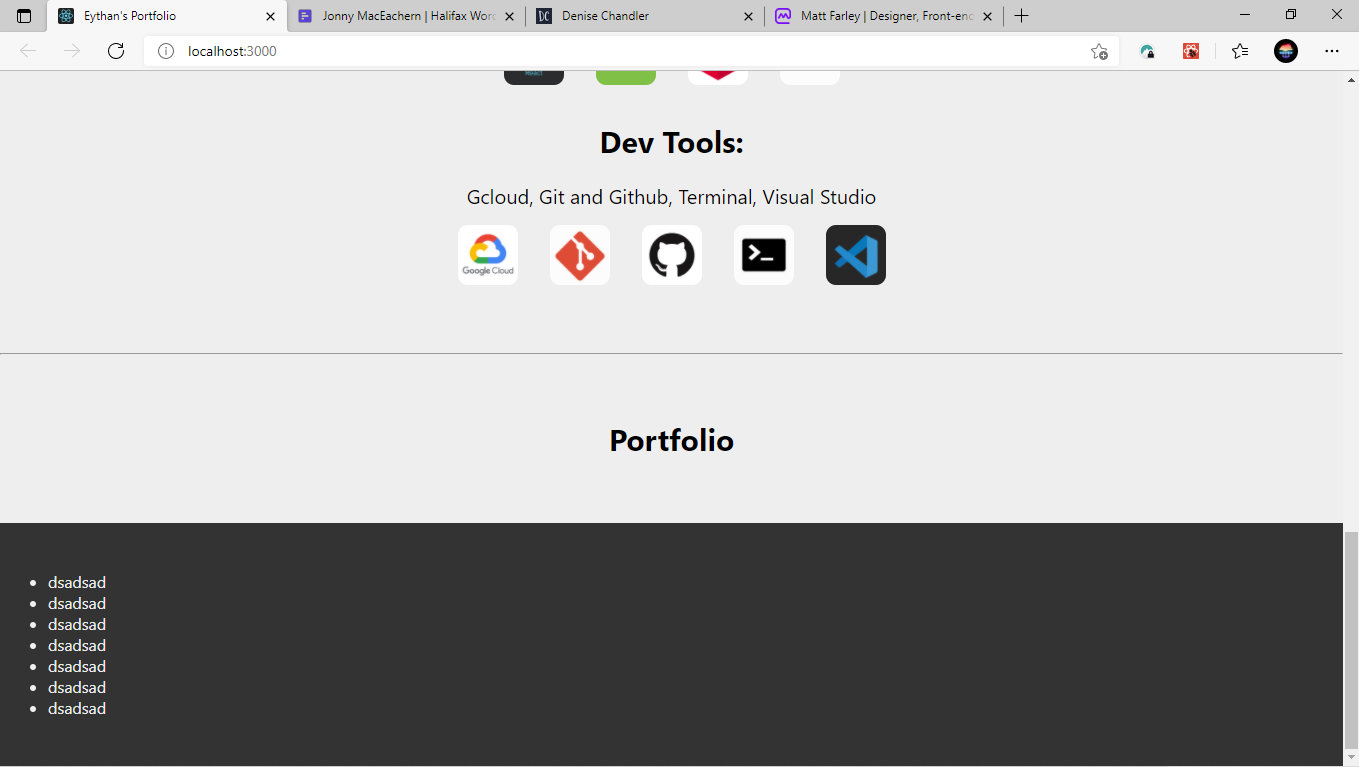 Eythan's Portfolio
Jonny MacEachern | Halifax Word
Denise Chandler
Matt Farley | Designer, Front-end
localhost:3000
Dev Tools:
Gcloud, Git and Github, Terminal, Visual Studio
Google Cloud
Portfolio
dsadsad
dsadsad
dsadsad
dsadsad
dsadsad
dsadsad
dsadsad